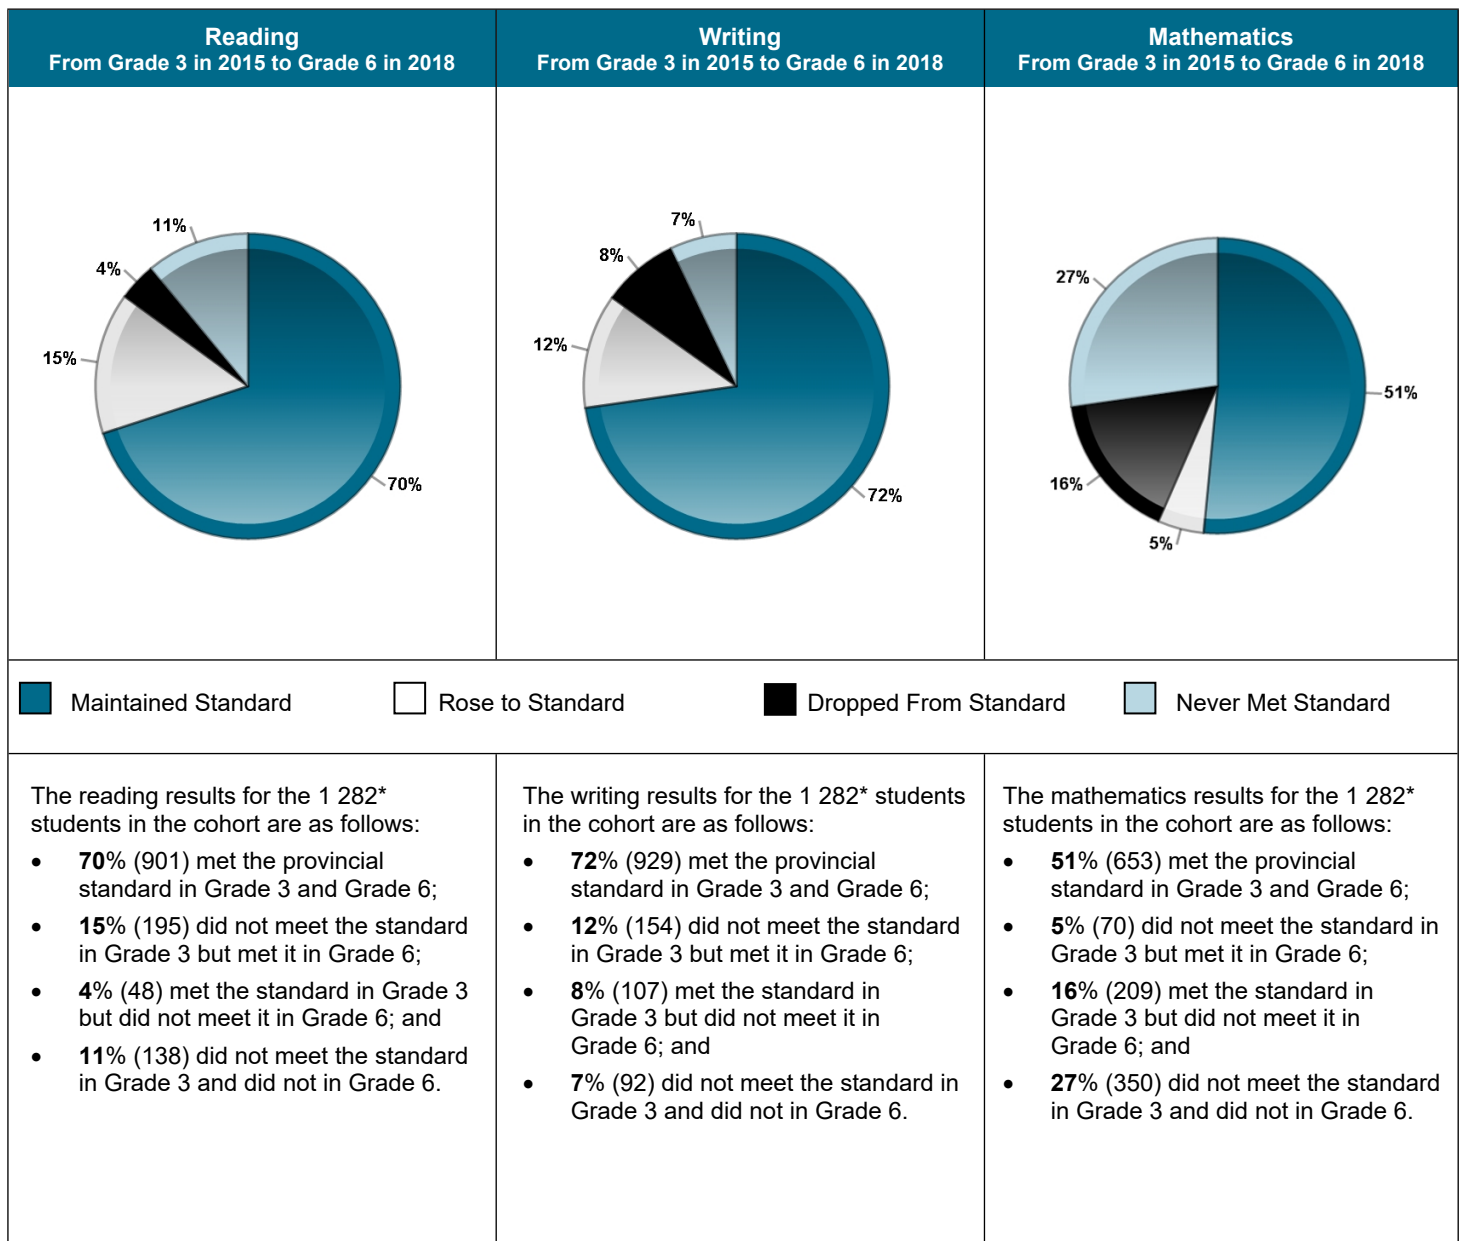 Reading
From Grade 3 in 2015 to Grade 6 in 2018
Writing
From Grade 3 in 2015 to Grade 6 in 2018
Mathematics
From Grade 3 in 2015 to Grade 6 in 2018
11%
4%
15%
70%
7%
8%
12%
72%
27%
51%
16%
5%
Maintained Standard
Rose to Standard
Dropped From Standard
Never Met Standard
The reading results for the 1 282*
students in the cohort are as follows:
• 70% (901) met the provincial
standard in Grade 3 and Grade 6;
• 15% (195) did not meet the standard
in Grade 3 but met it in Grade 6;
• 4% (48) met the standard in Grade 3
but did not meet it in Grade 6; and
• 11% (138) did not meet the standard
in Grade 3 and did not in Grade 6.
The writing results for the 1 282* students
in the cohort are as follows:
• 72% (929) met the provincial
standard in Grade 3 and Grade 6;
• 12% (154) did not meet the standard
in Grade 3 but met it in Grade 6;
• 8% (107) met the standard in
Grade 3 but did not meet it in
Grade 6; and
• 7% (92) did not meet the standard in
Grade 3 and did not in Grade 6.
The mathematics results for the 1 282*
students in the cohort are as follows:
• 51% (653) met the provincial
standard in Grade 3 and Grade 6;
• 5% (70) did not meet the standard in
Grade 3 but met it in Grade 6;
• 16% (209) met the standard in
Grade 3 but did not meet it in
Grade 6; and
• 27% (350) did not meet the standard
in Grade 3 and did not in Grade 6.